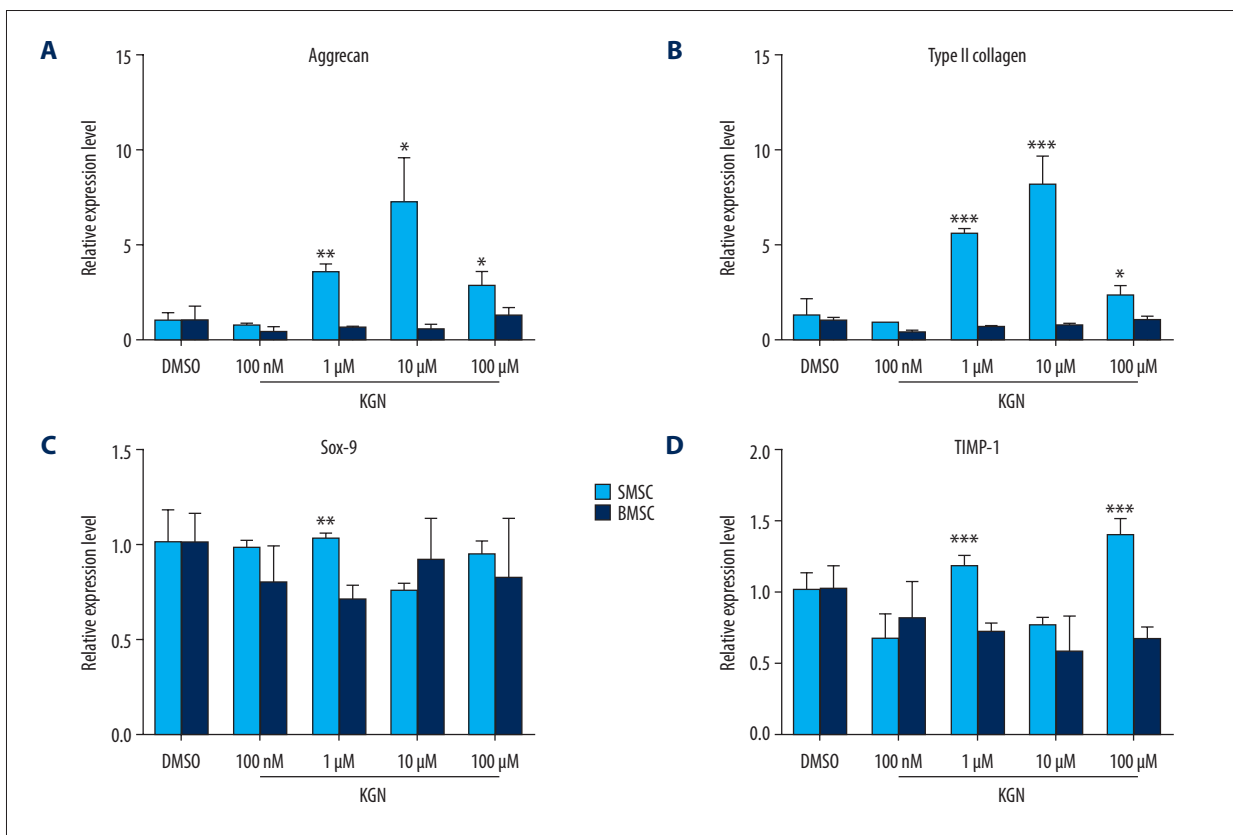 A
Aggrecan
Relative expression level
15
10
5
0
*
**
*
DMSO
100 nM
1 µM
10 µM
100 µM
KGN
B
Type II collagen
Relative expression level
15
10
5
0
***
***
*
DMSO
100 nM
1 µM
10 µM
100 µM
KGN
C
Sox-9
Relative expression level
1.5
1.0
0.5
0.0
**
DMSO
100 nM
1 µM
10 µM
100 µM
KGN
SMSC
BMSC
D
TIMP-1
Relative expression level
2.0
1.5
1.0
0.5
0.0
***
***
DMSO
100 nM
1 µM
10 µM
100 µM
KGN